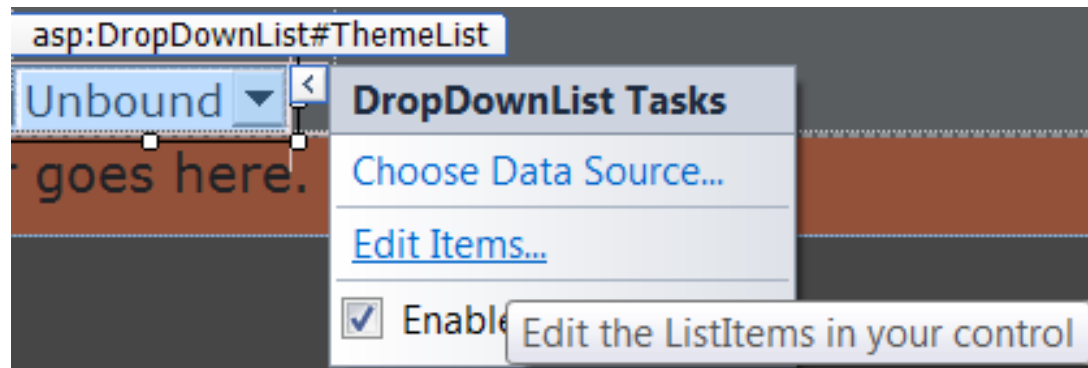 asp:DropDownList#ThemeList
Unbound
DropDownList Tasks
goes here.
Choose Data Source...
Edit Items...
Enable
Edit the ListItems in your control